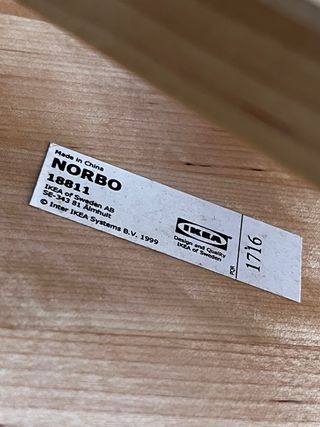 Made in China
NORBO
18811
IKEA of Sweden AB
SE-343 81 Älmhult
© Inter IKEA Systems B.V. 1999
IKEA
Design and Quality
IKEA of Sweden
PQR
1716